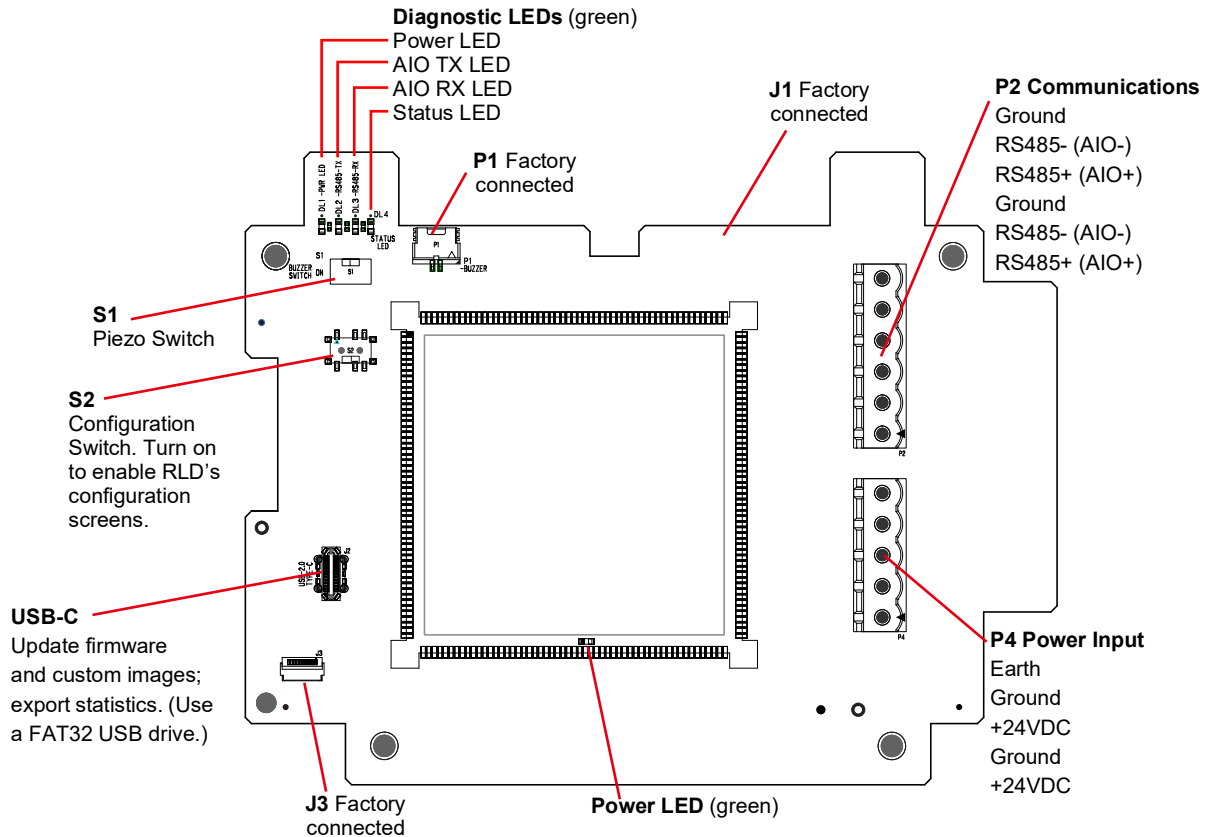 Diagnostic LEDs (green)
Power LED
AIO TX LED
AIO RX LED
Status LED
J1 Factory
connected
P2 Communications
Ground
RS485- (AIO-)
RS485+ (AIO+)
Ground
RS485- (AIO-)
RS485+ (AIO+)
P1 Factory
connected
DL1-PWR LED
DL2-RS485-TX
DL3-RS485-RX
DL4
STATUS
LED
P1
P1
-BUZZER
S1
BUZZER
SWITCH
ON
S1
S1
Piezo Switch
S2
S2
Configuration
Switch. Turn on
to enable RLD's
configuration
screens.
P2
J2
USB-2.0
TYPE-C
USB-C
Update firmware
and custom images;
export statistics. (Use
a FAT32 USB drive.)
J3
J3 Factory
connected
Power LED (green)
P4
P4 Power Input
Earth
Ground
+24VDC
Ground
+24VDC